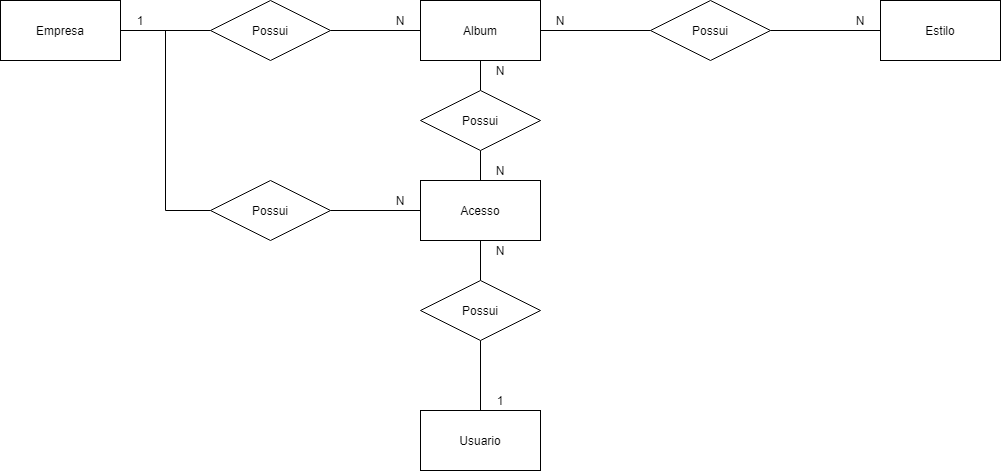 Empresa
1
Possui
N
Album
N
Possui
N
Estilo
N
Possui
N
Possui
N
Acesso
N
Possui
1
Usuario